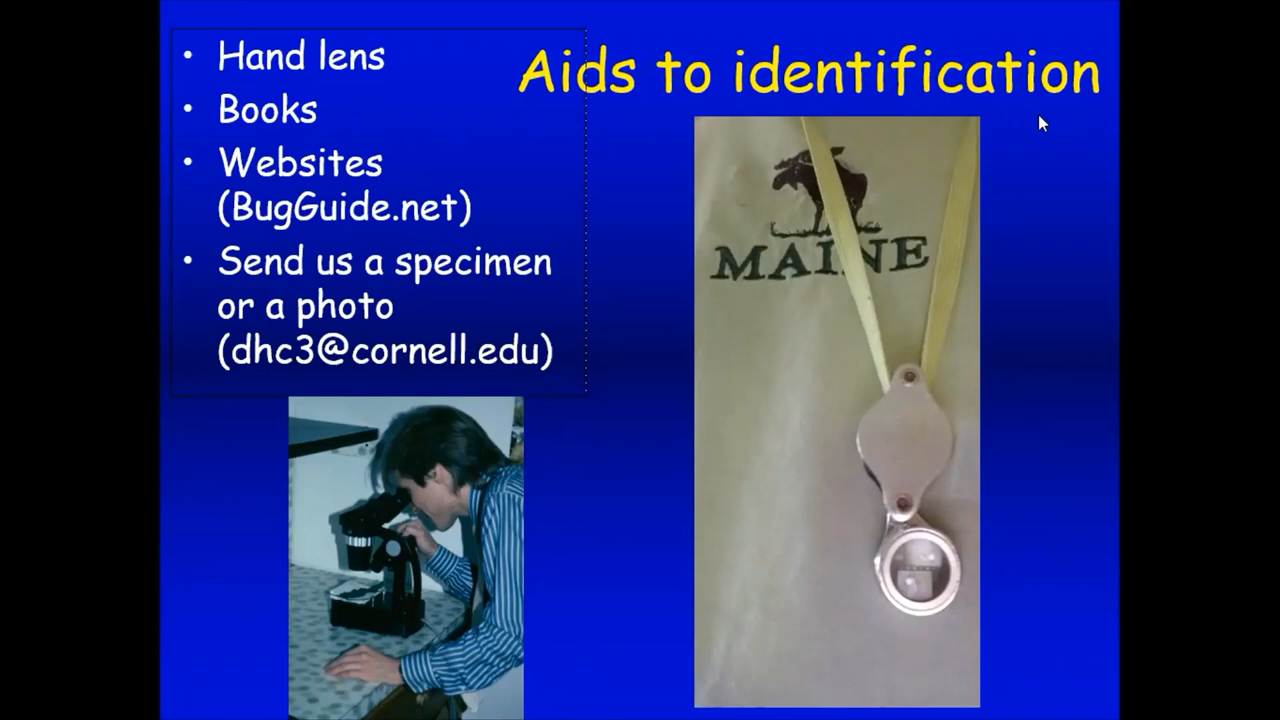 Aids to identification
• Hand lens
• Books
• Websites
(BugGuide.net)
• Send us a specimen
or a photo
(dhc3@cornell.edu)
MAINE